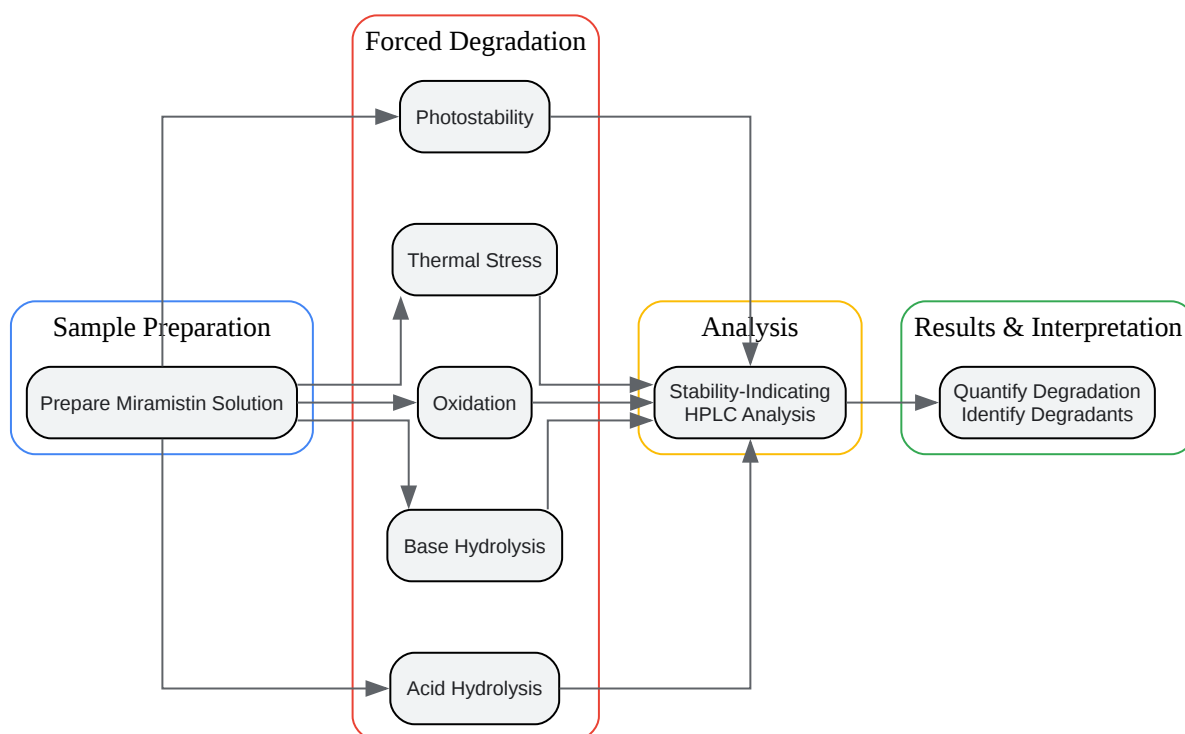 Forced Degradation
Photostability
Thermal Stress
Sample Preparation
Analysis
Results & Interpretation
Prepare Miramistin Solution
Oxidation
Stability-Indicating
HPLC Analysis
Quantify Degradation
Identify Degradants
Base Hydrolysis
Acid Hydrolysis